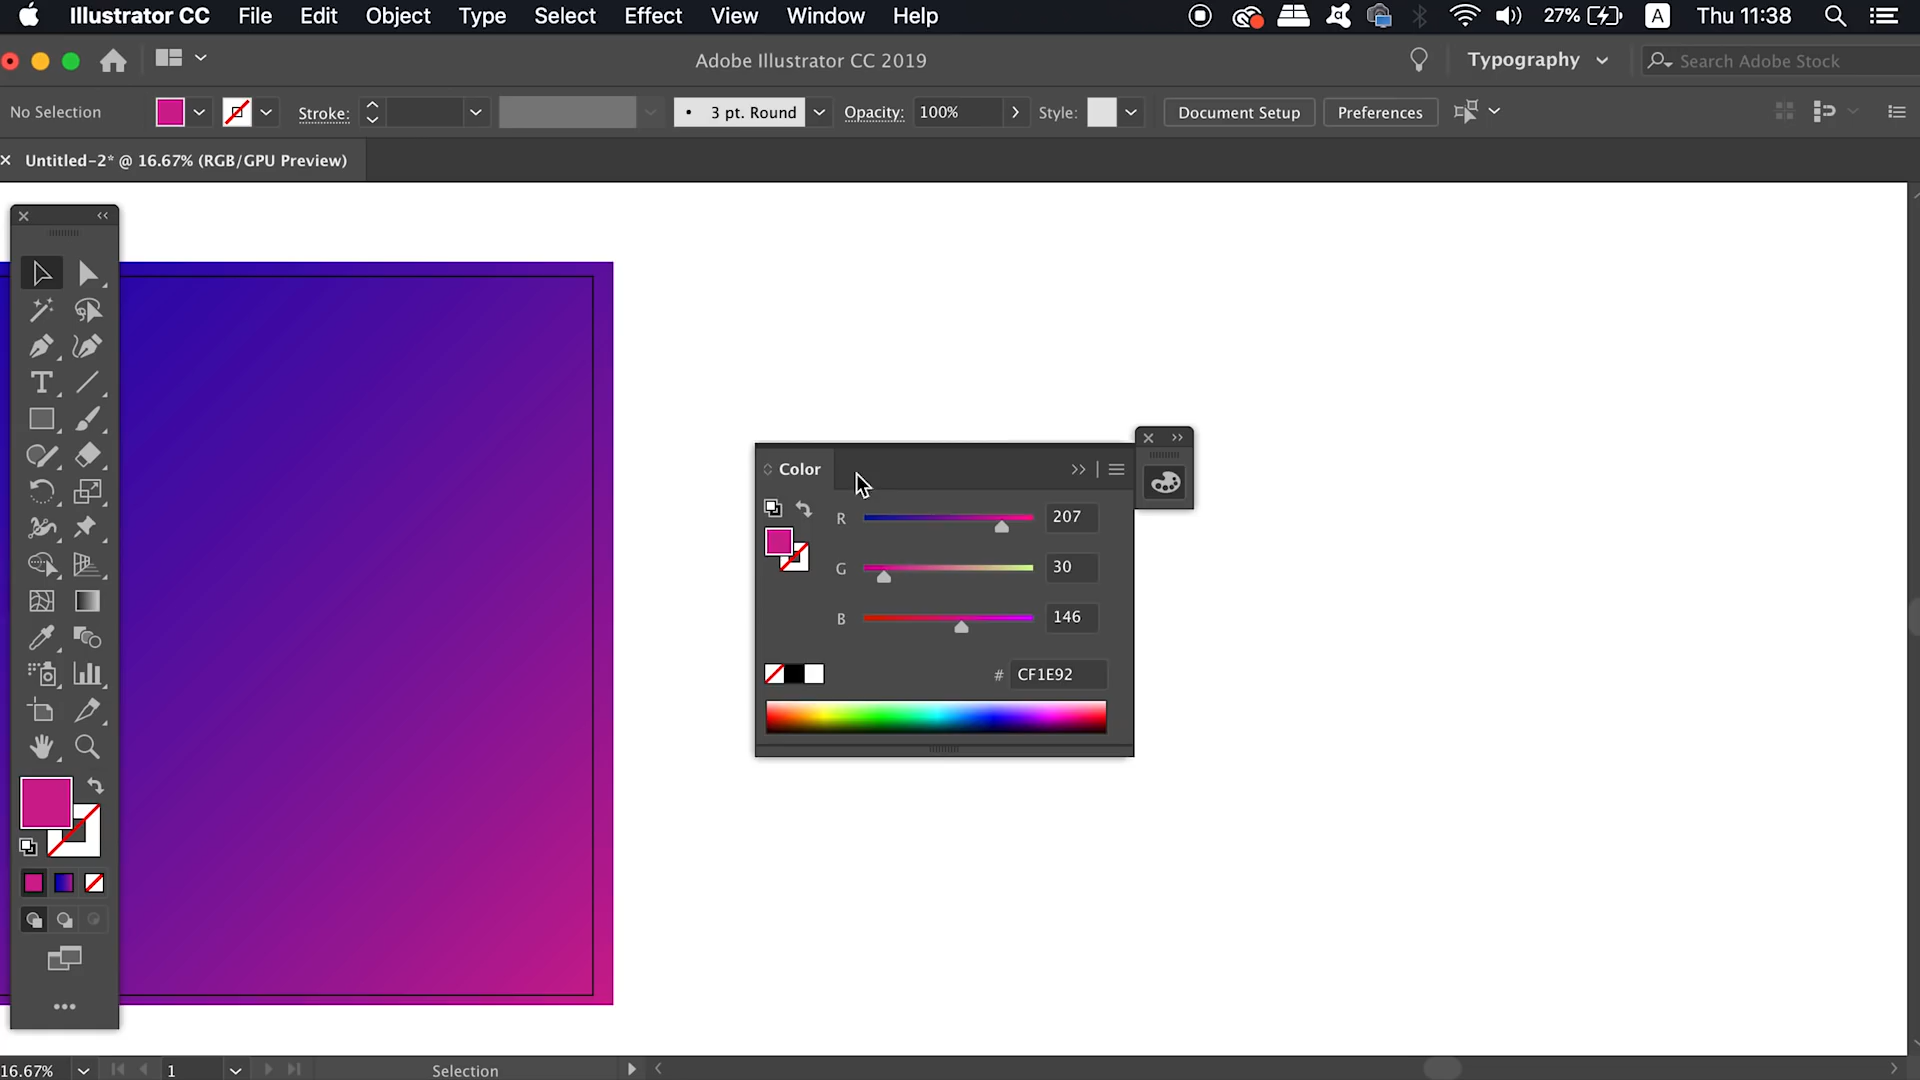 Illustrator CC File Edit Object Type Select Effect View Window Help 27% A Thu 11:38
Adobe Illustrator CC 2019 Typography Search Adobe Stock
No Selection Stroke: 3 pt. Round Opacity: 100% Style: Document Setup Preferences
Untitled-2* @ 16.67% (RGB/GPU Preview)
Color
R 207
G 30
B 146
# CF1E92
16.67% 1 Selection